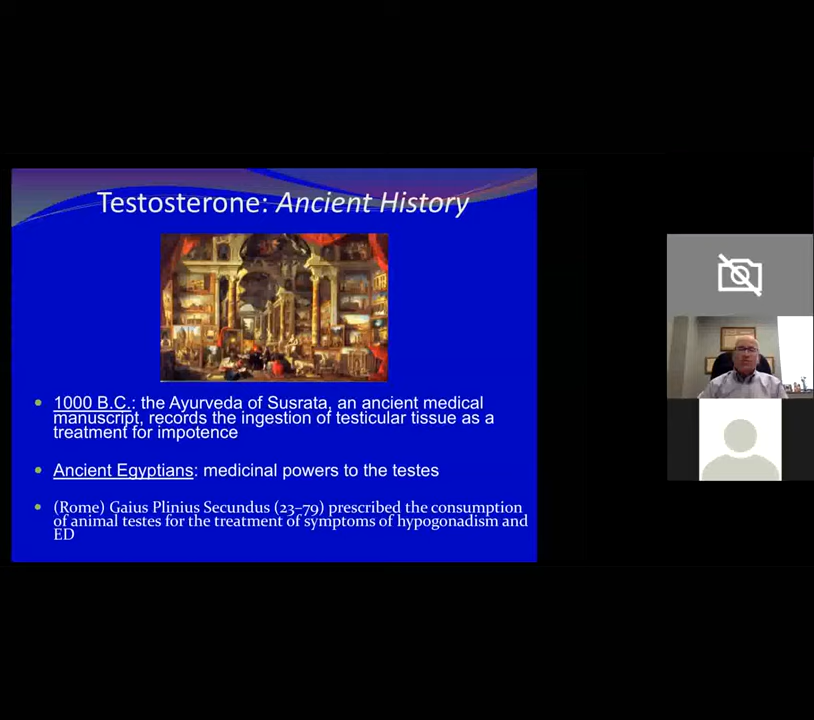 Testosterone: Ancient History
1000 B.C.: the Ayurveda of Susrata, an ancient medical
manuscript, records the ingestion of testicular tissue as a
treatment for impotence
Ancient Egyptians: medicinal powers to the testes
(Rome) Gaius Plinius Secundus (23–79) prescribed the consumption
of animal testes for the treatment of symptoms of hypogonadism and
ED